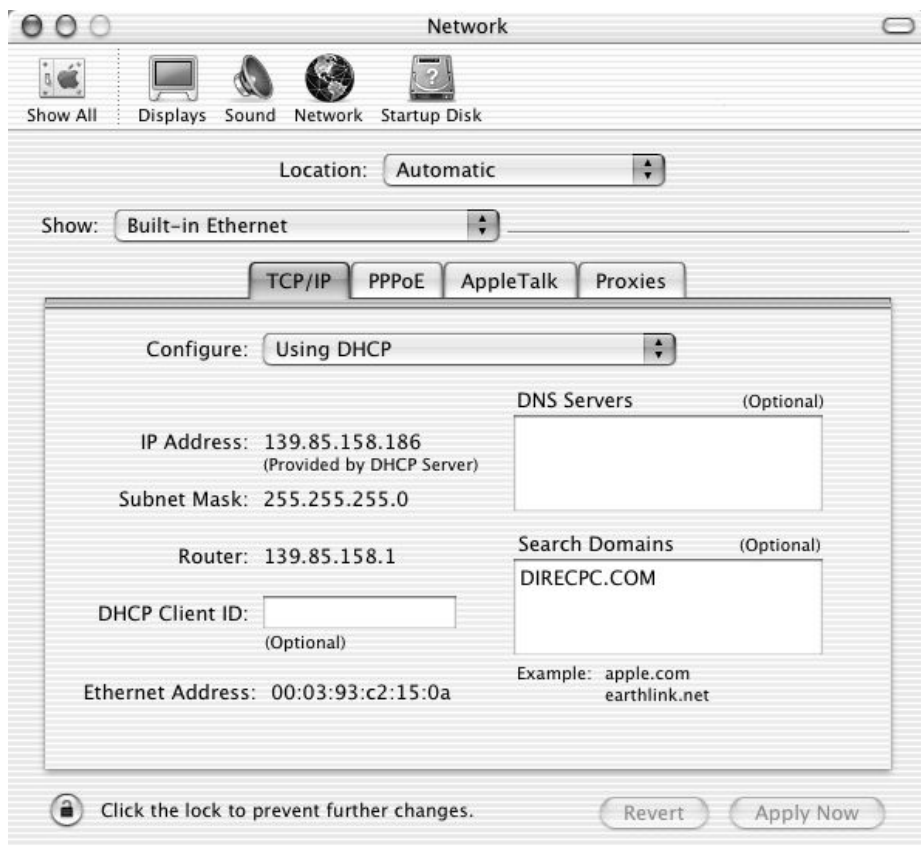 Network
Show All Displays Sound Network Startup Disk
Location: Automatic
Show: Built-in Ethernet
TCP/IP PPPoE AppleTalk Proxies
Configure: Using DHCP
DNS Servers (Optional)
IP Address: 139.85.158.186
(Provided by DHCP Server)
Subnet Mask: 255.255.255.0
Router: 139.85.158.1
Search Domains (Optional)
DIRECPC.COM
DHCP Client ID:
(Optional)
Example: apple.com
earthlink.net
Ethernet Address: 00:03:93:c2:15:0a
Click the lock to prevent further changes.
Revert Apply Now